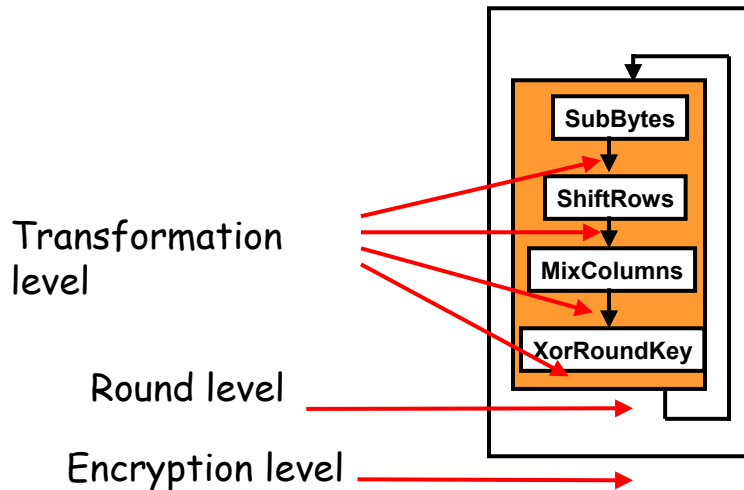 SubBytes
ShiftRows
Transformation
level
MixColumns
XorRoundKey
Round level
Encryption level